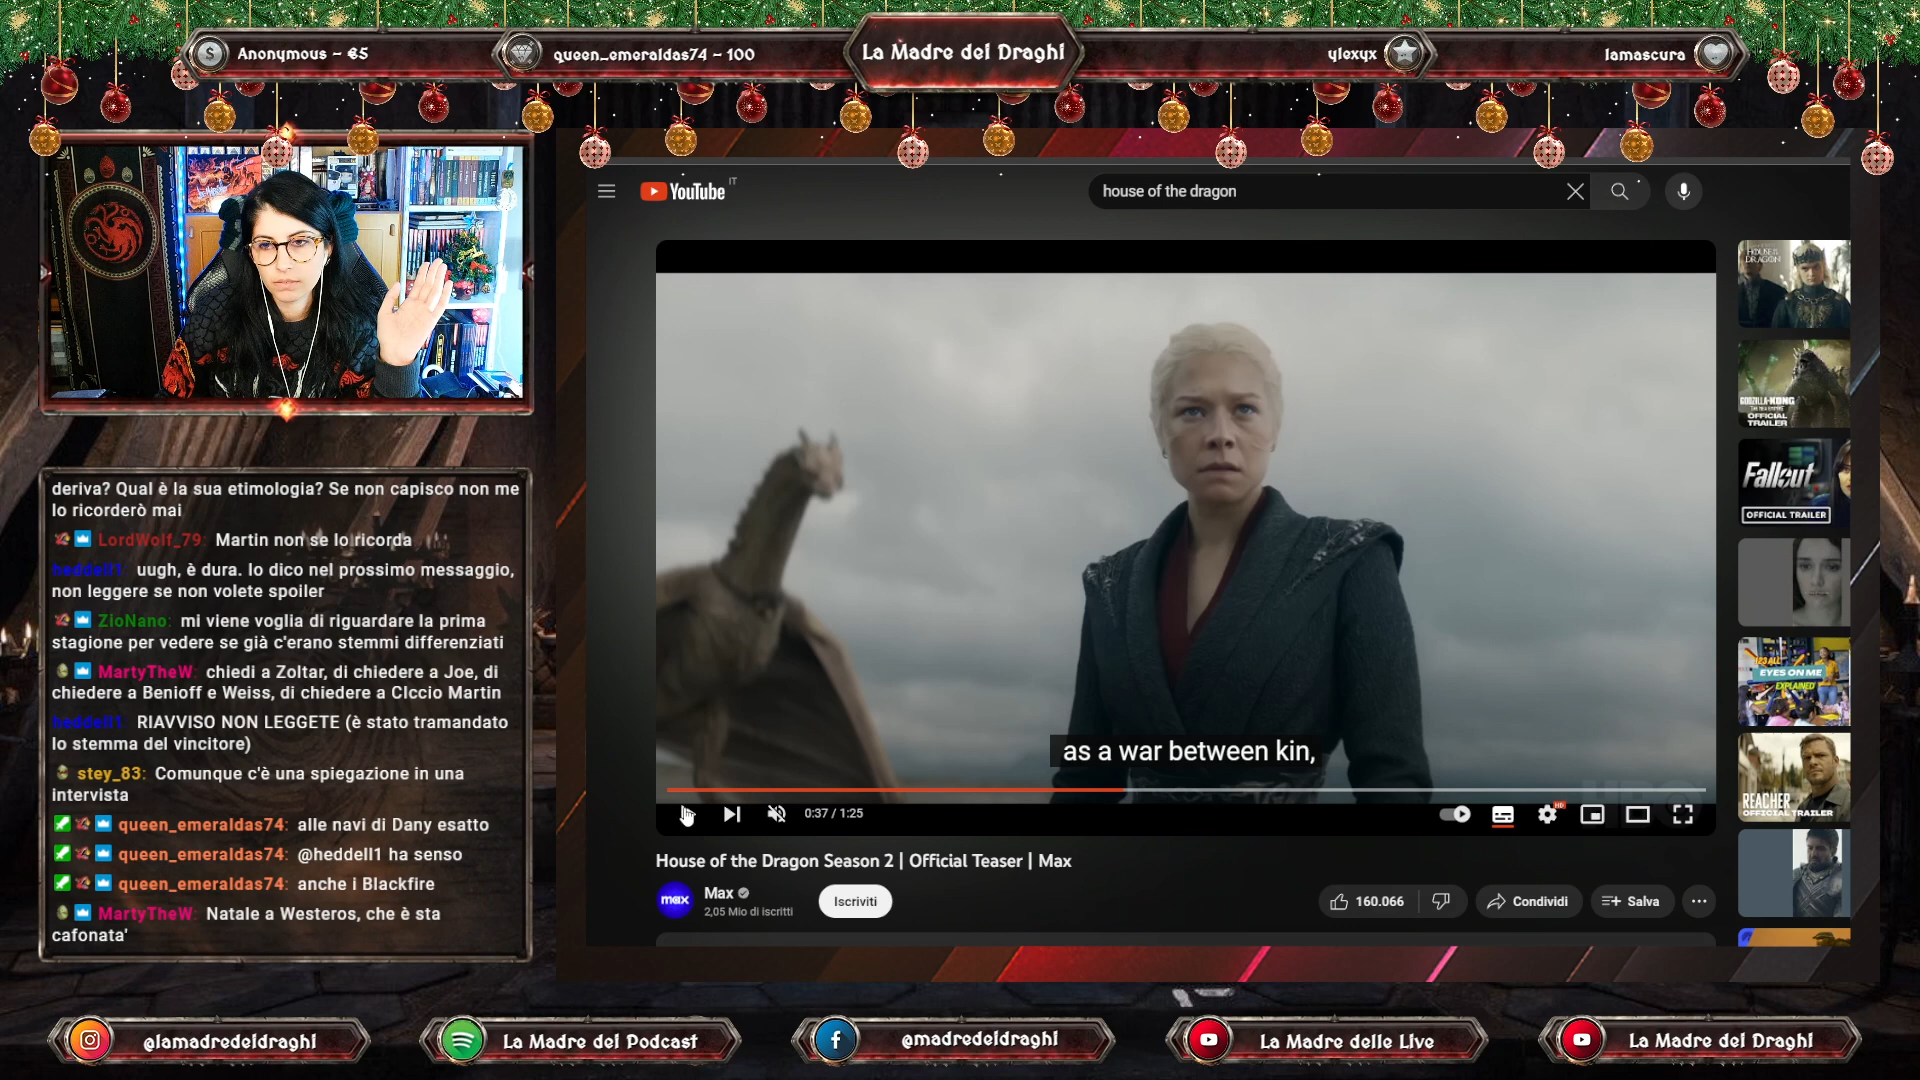 Anonymous - €5
queen_emeraldas74 - 100
La Madre dei Draghi
ylexyx
lamascura
YouTube IT
house of the dragon
HOUSE OF THE DRAGON
GODZILLA KONG
OFFICIAL TRAILER
Fallout
OFFICIAL TRAILER
EYES ON ME
EXPLAINED
REACHER
OFFICIAL TRAILER
deriva? Qual è la sua etimologia? Se non capisco non me
lo ricorderò mai
LordWolf_79: Martin non se lo ricorda
heddell1: uugh, è dura. lo dico nel prossimo messaggio,
non leggere se non volete spoiler
ZioNano: mi viene voglia di riguardare la prima
stagione per vedere se già c'erano stemmi differenziati
MartyTheW: chiedi a Zoltar, di chiedere a Joe, di
chiedere a Benioff e Weiss, di chiedere a CIccio Martin
heddell1: RIAVVISO NON LEGGETE (è stato tramandato
lo stemma del vincitore)
stey_83: Comunque c'è una spiegazione in una
intervista
queen_emeraldas74: alle navi di Dany esatto
queen_emeraldas74: @heddell1 ha senso
queen_emeraldas74: anche i Blackfire
MartyTheW: Natale a Westeros, che è sta
cafonata'
as a war between kin,
0:37 / 1:25
HD
House of the Dragon Season 2 | Official Teaser | Max
max
Max
2,05 Mio di iscritti
Iscriviti
160.066
Condividi
Salva
@lamadredeidraghi
La Madre dei Podcast
@madredeidraghi
La Madre delle Live
La Madre dei Draghi